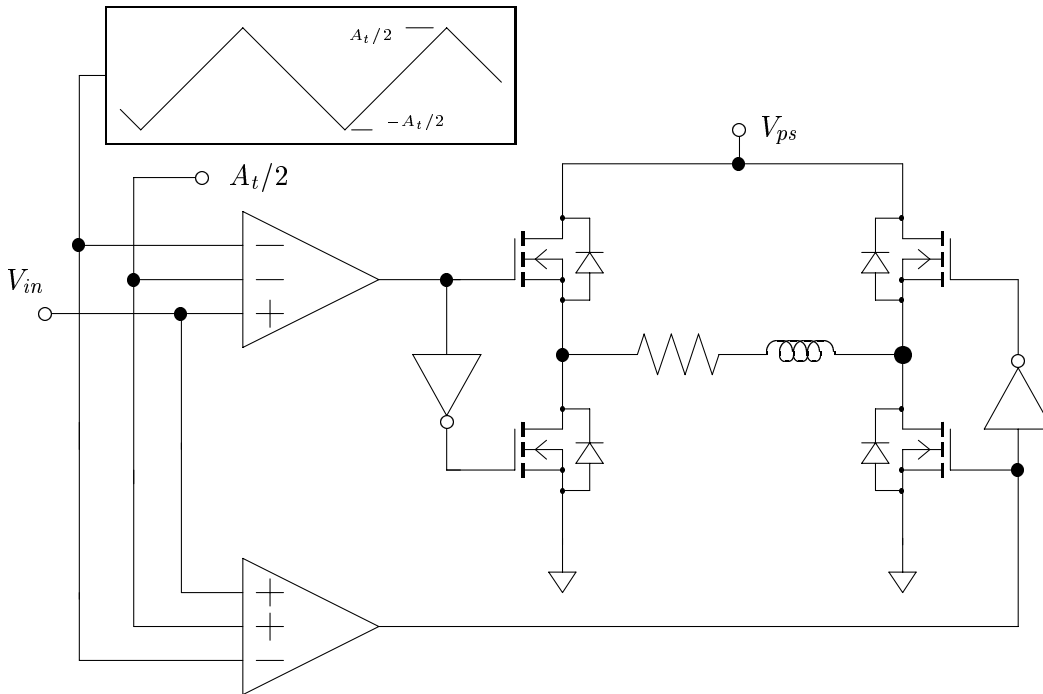 A_t/2
−A_t/2
V_ps
A_t/2
V_in
− − +
+ + −